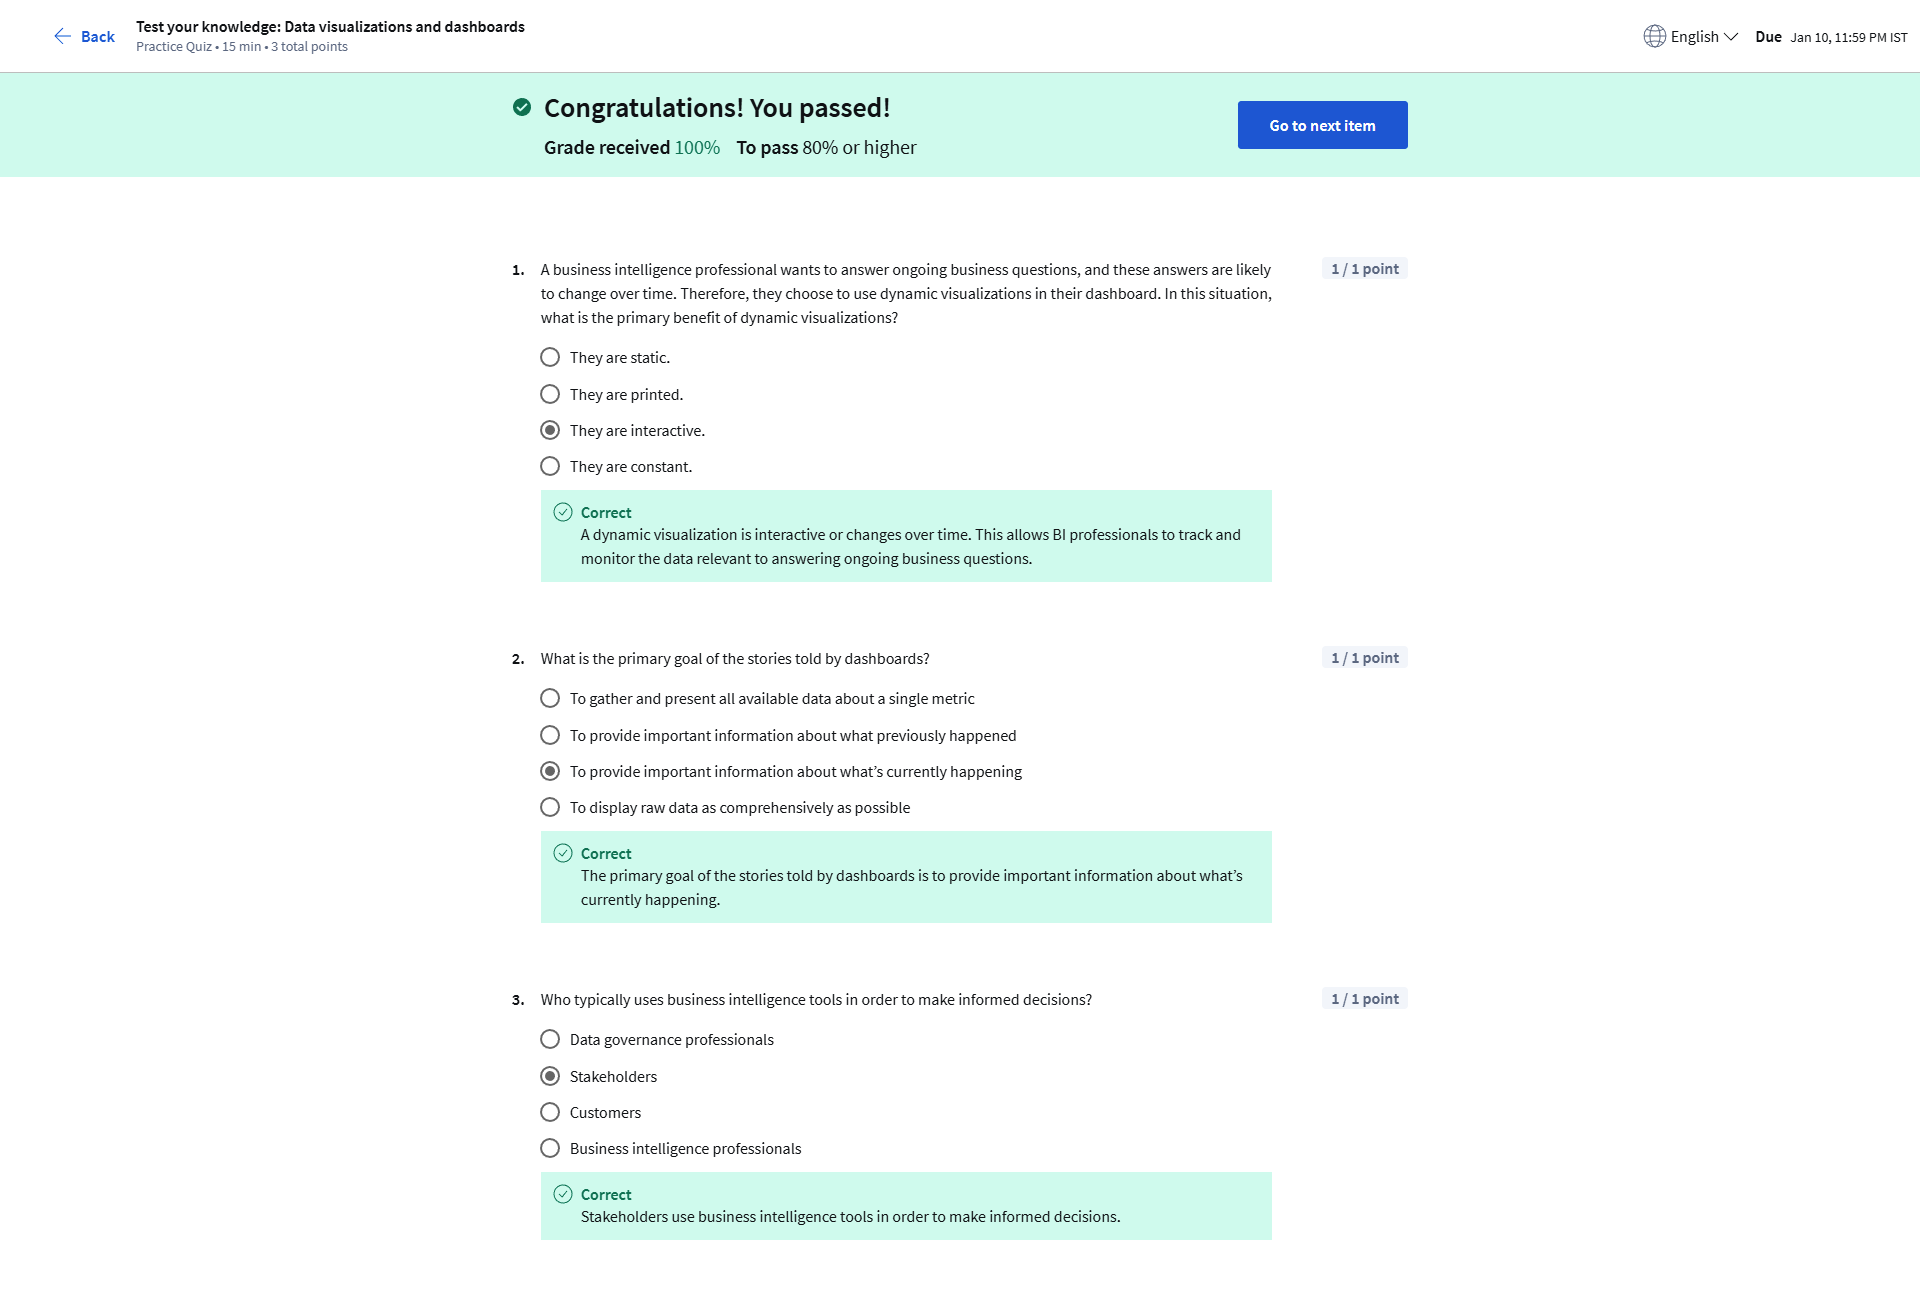 Back
Test your knowledge: Data visualizations and dashboards
Practice Quiz • 15 min • 3 total points
English
Due Jan 10, 11:59 PM IST
Congratulations! You passed!
Grade received 100% To pass 80% or higher
Go to next item
1. A business intelligence professional wants to answer ongoing business questions, and these answers are likely
to change over time. Therefore, they choose to use dynamic visualizations in their dashboard. In this situation,
what is the primary benefit of dynamic visualizations?
1 / 1 point
They are static.
They are printed.
They are interactive.
They are constant.
Correct
A dynamic visualization is interactive or changes over time. This allows BI professionals to track and
monitor the data relevant to answering ongoing business questions.
2. What is the primary goal of the stories told by dashboards?
1 / 1 point
To gather and present all available data about a single metric
To provide important information about what previously happened
To provide important information about what’s currently happening
To display raw data as comprehensively as possible
Correct
The primary goal of the stories told by dashboards is to provide important information about what’s
currently happening.
3. Who typically uses business intelligence tools in order to make informed decisions?
1 / 1 point
Data governance professionals
Stakeholders
Customers
Business intelligence professionals
Correct
Stakeholders use business intelligence tools in order to make informed decisions.